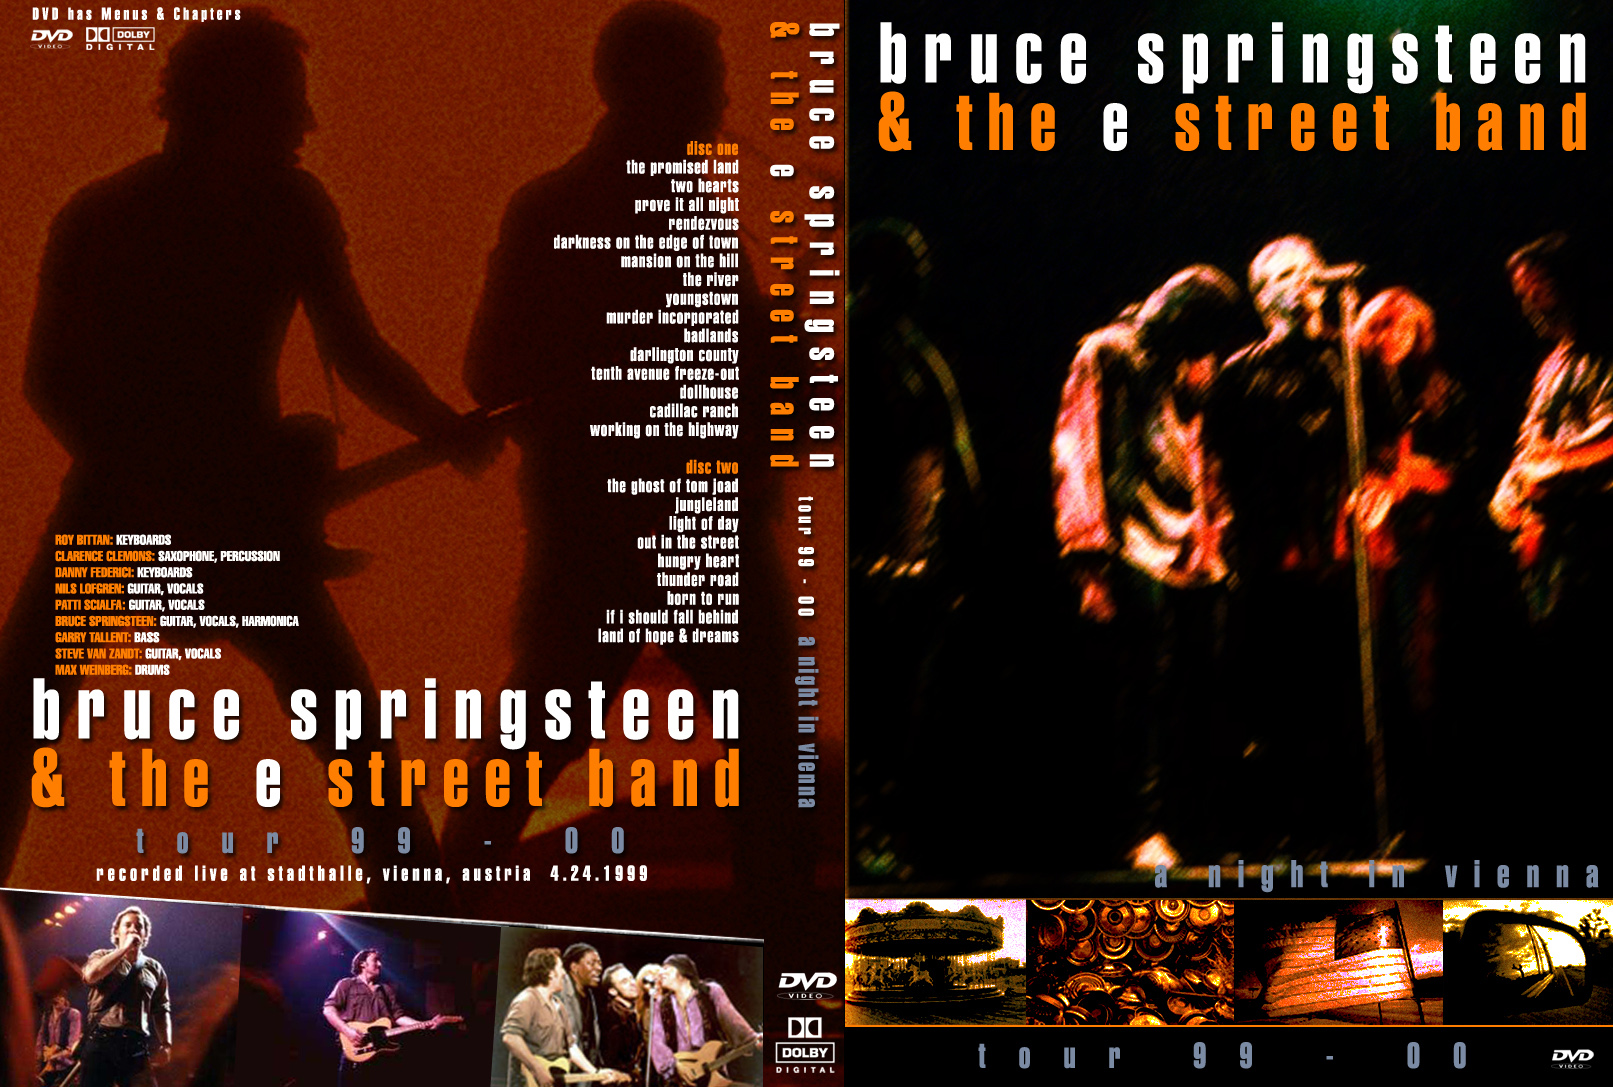 DVD has Menus & Chapters
DVD
VIDEO
DOLBY
DIGITAL
disc one
the promised land
two hearts
prove it all night
rendezvous
darkness on the edge of town
mansion on the hill
the river
youngstown
murder incorporated
badlands
darlington county
tenth avenue freeze-out
dollhouse
cadillac ranch
working on the highway
disc two
the ghost of tom joad
jungleland
light of day
out in the street
hungry heart
thunder road
born to run
if i should fall behind
land of hope & dreams
ROY BITTAN: KEYBOARDS
CLARENCE CLEMONS: SAXOPHONE, PERCUSSION
DANNY FEDERICI: KEYBOARDS
NILS LOFGREN: GUITAR, VOCALS
PATTI SCIALFA: GUITAR, VOCALS
BRUCE SPRINGSTEEN: GUITAR, VOCALS, HARMONICA
GARRY TALLENT: BASS
STEVE VAN ZANDT: GUITAR, VOCALS
MAX WEINBERG: DRUMS
bruce springsteen
& the e street band
tour 99 - 00
recorded live at stadthalle, vienna, austria 4.24.1999
bruce springsteen
& the e street band
tour 99 - 00 a night in vienna
DVD
VIDEO
DOLBY
DIGITAL
bruce springsteen
& the e street band
a night in vienna
tour 99 - 00
DVD
VIDEO